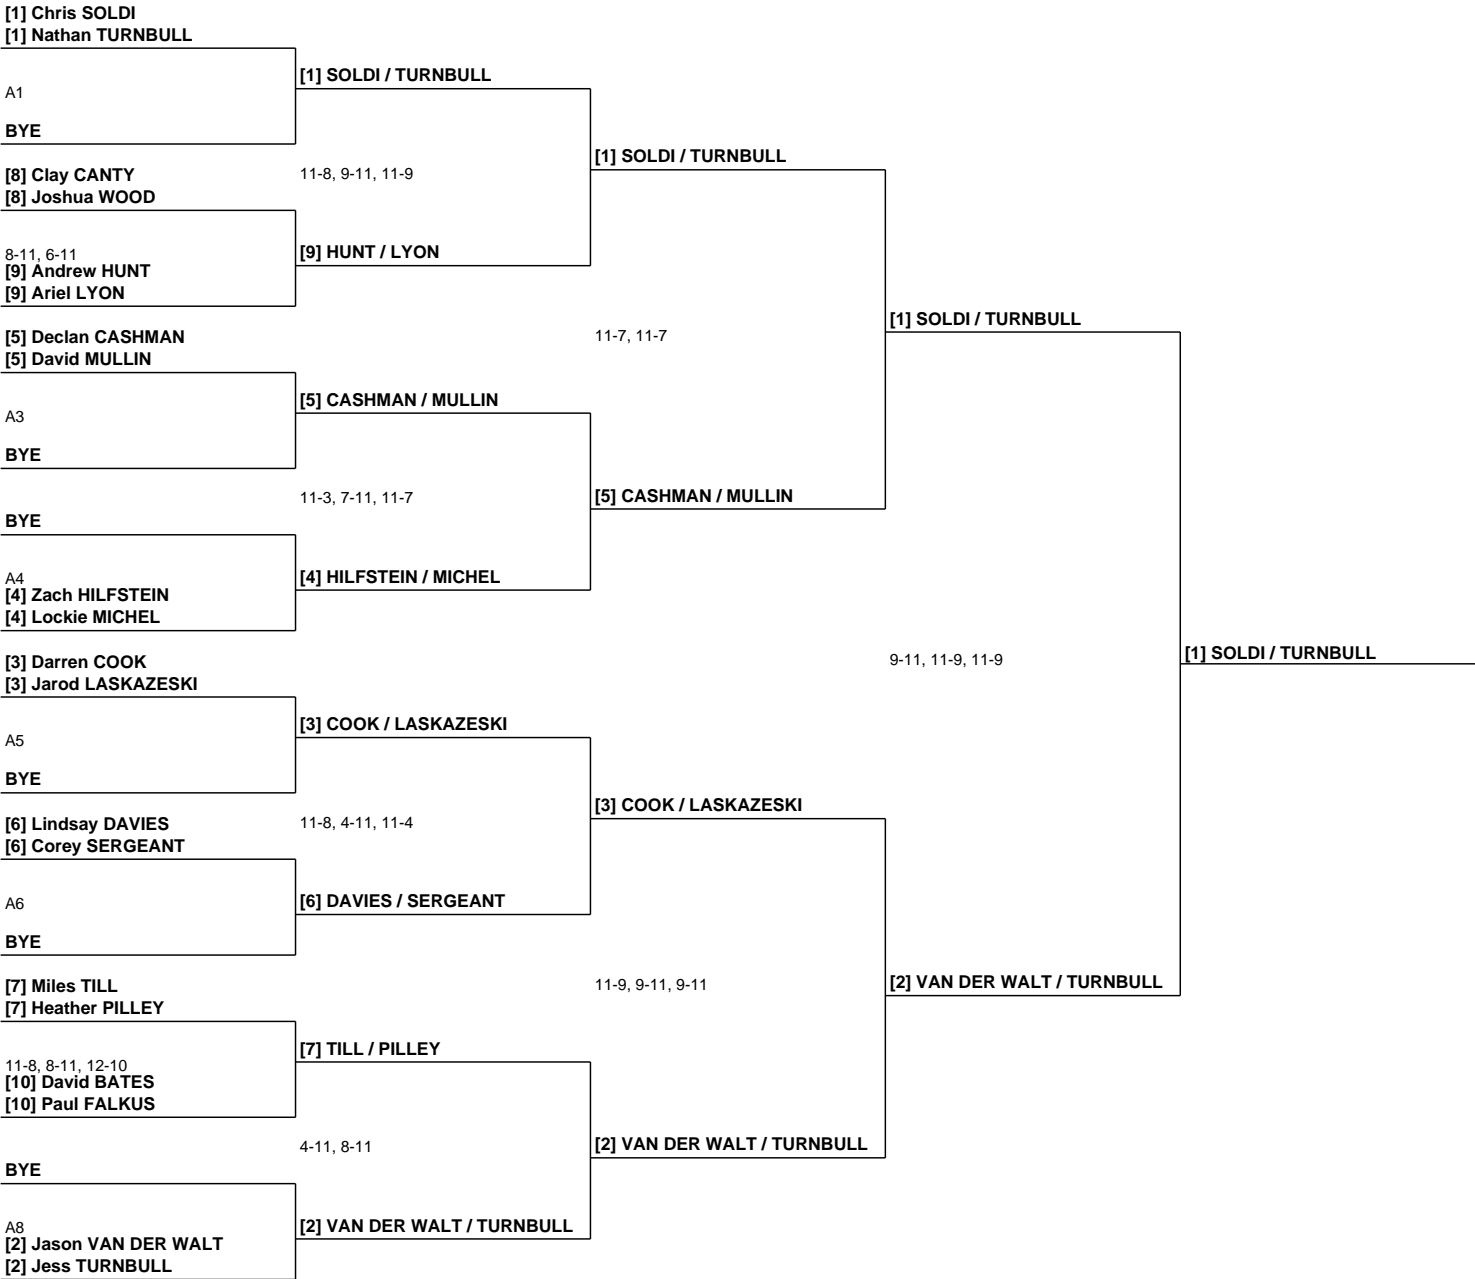 [1] Chris SOLDI
[1] Nathan TURNBULL
[1] SOLDI / TURNBULL
A1
BYE
[1] SOLDI / TURNBULL
[8] Clay CANTY
11-8, 9-11, 11-9
[8] Joshua WOOD
8-11, 6-11
[9] HUNT / LYON
[9] Andrew HUNT
[9] Ariel LYON
[1] SOLDI / TURNBULL
[5] Declan CASHMAN
11-7, 11-7
[5] David MULLIN
[5] CASHMAN / MULLIN
A3
BYE
11-3, 7-11, 11-7
[5] CASHMAN / MULLIN
BYE
A4
[4] HILFSTEIN / MICHEL
[4] Zach HILFSTEIN
[4] Lockie MICHEL
[3] Darren COOK
9-11, 11-9, 11-9
[1] SOLDI / TURNBULL
[3] Jarod LASKAZESKI
[3] COOK / LASKAZESKI
A5
BYE
[3] COOK / LASKAZESKI
[6] Lindsay DAVIES
11-8, 4-11, 11-4
[6] Corey SERGEANT
A6
[6] DAVIES / SERGEANT
BYE
[7] Miles TILL
11-9, 9-11, 9-11
[2] VAN DER WALT / TURNBULL
[7] Heather PILLEY
[7] TILL / PILLEY
11-8, 8-11, 12-10
[10] David BATES
[10] Paul FALKUS
4-11, 8-11
[2] VAN DER WALT / TURNBULL
BYE
A8
[2] VAN DER WALT / TURNBULL
[2] Jason VAN DER WALT
[2] Jess TURNBULL